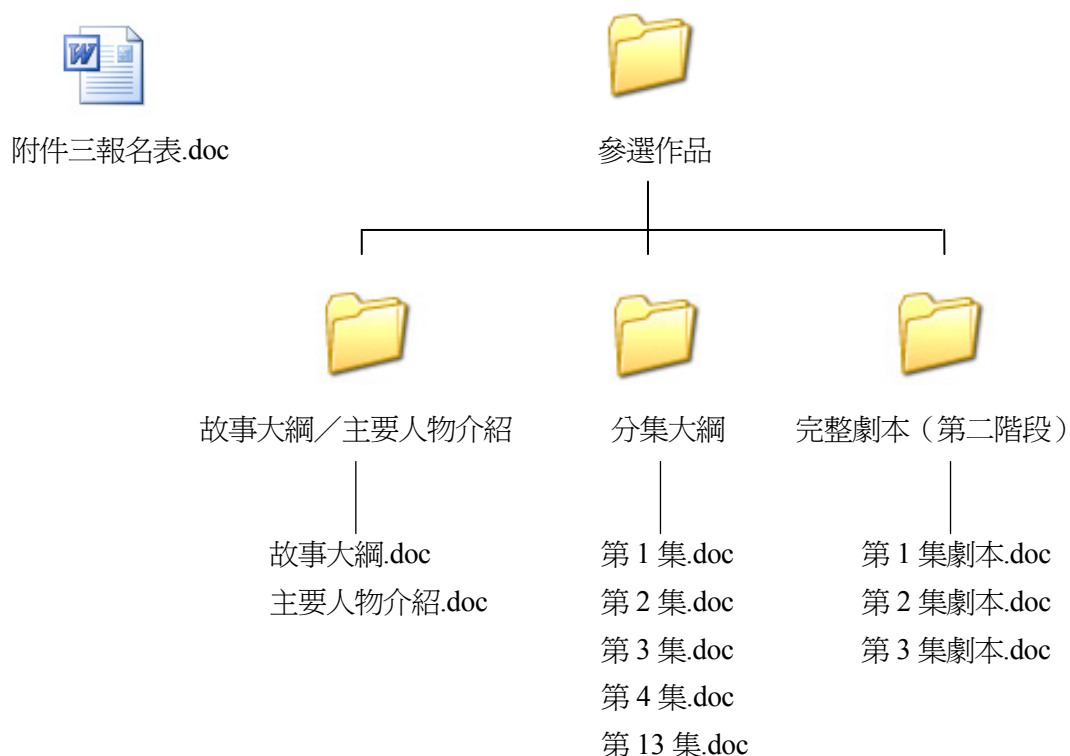 附件三報名表.doc
參選作品
故事大綱／主要人物介紹
分集大綱
完整劇本（第二階段）
故事大綱.doc
主要人物介紹.doc
第 1 集.doc
第 2 集.doc
第 3 集.doc
第 4 集.doc
第 13 集.doc
第 1 集劇本.doc
第 2 集劇本.doc
第 3 集劇本.doc